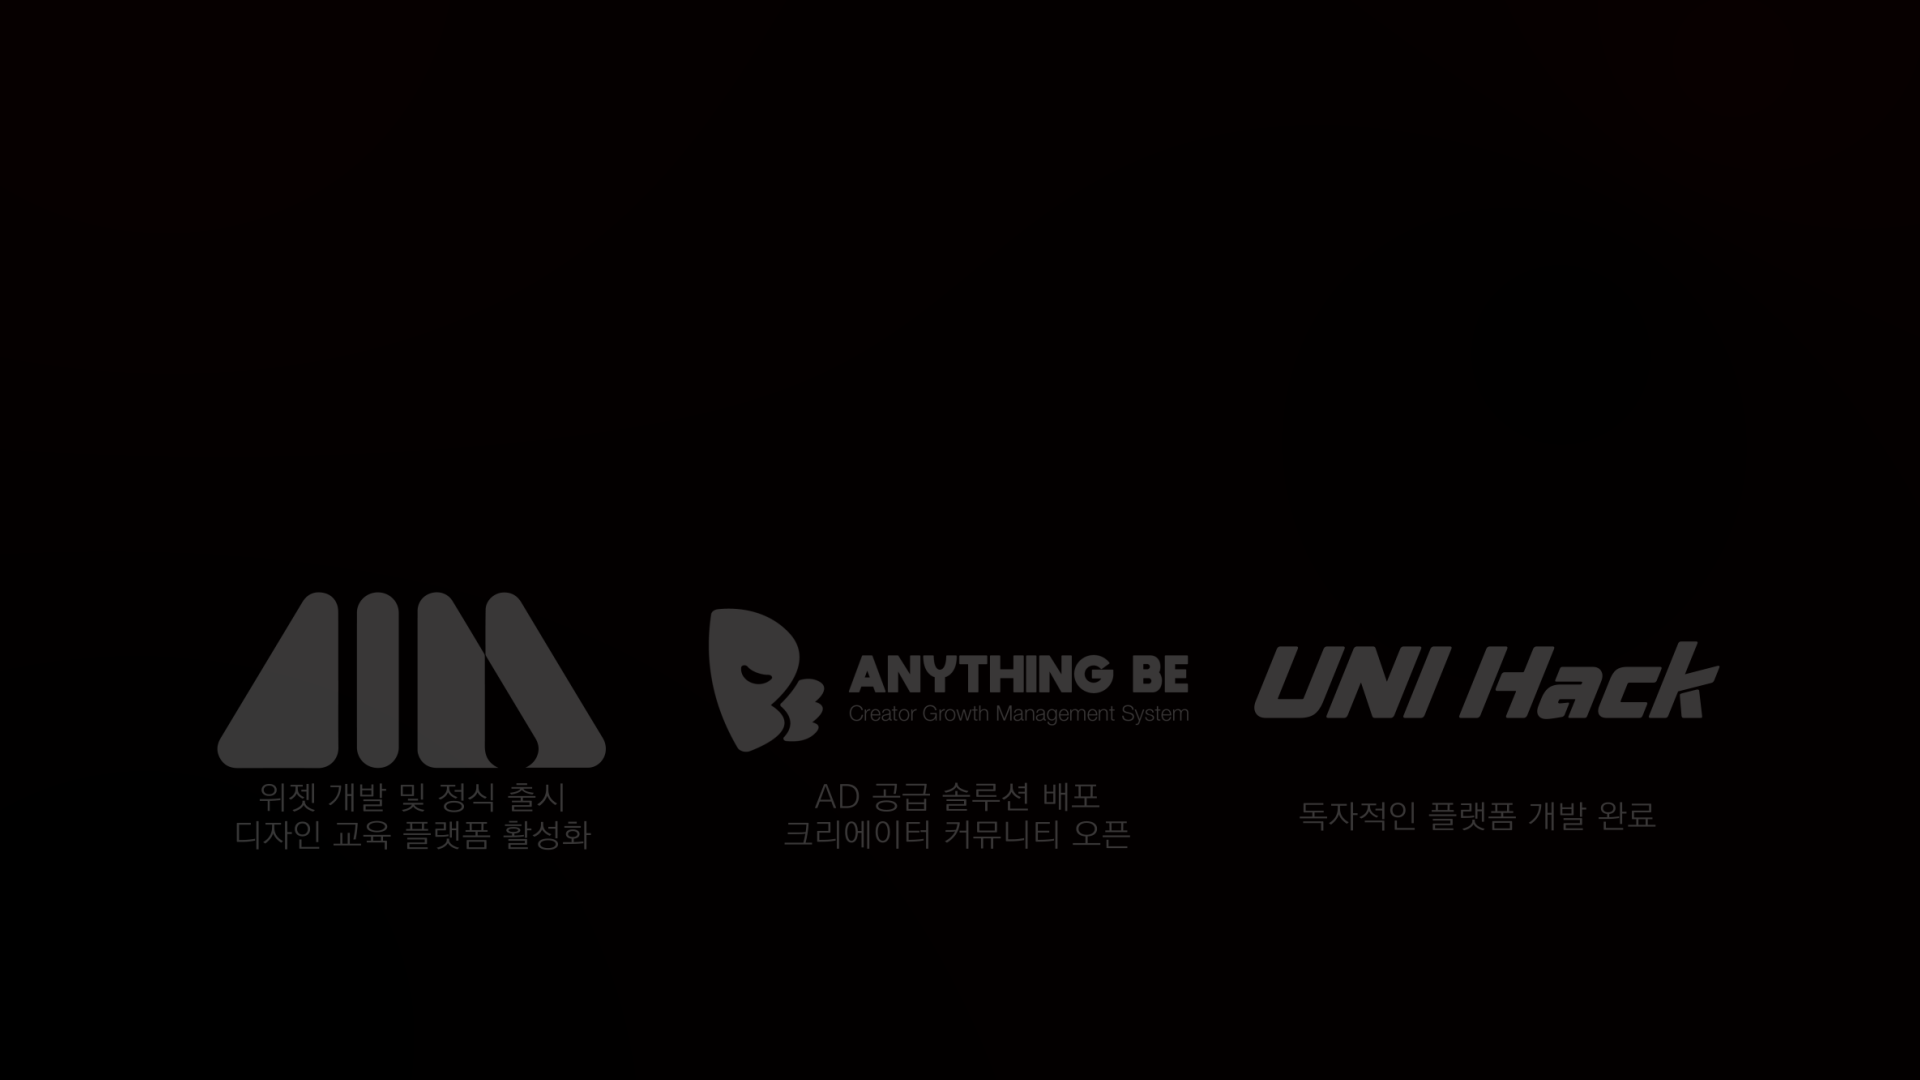 ANYTHING BE
Creator Growth Management System
UNI Hack
위젯 개발 및 정식 출시
디자인 교육 플랫폼 활성화
AD 공급 솔루션 배포
크리에이터 커뮤니티 오픈
독자적인 플랫폼 개발 완료